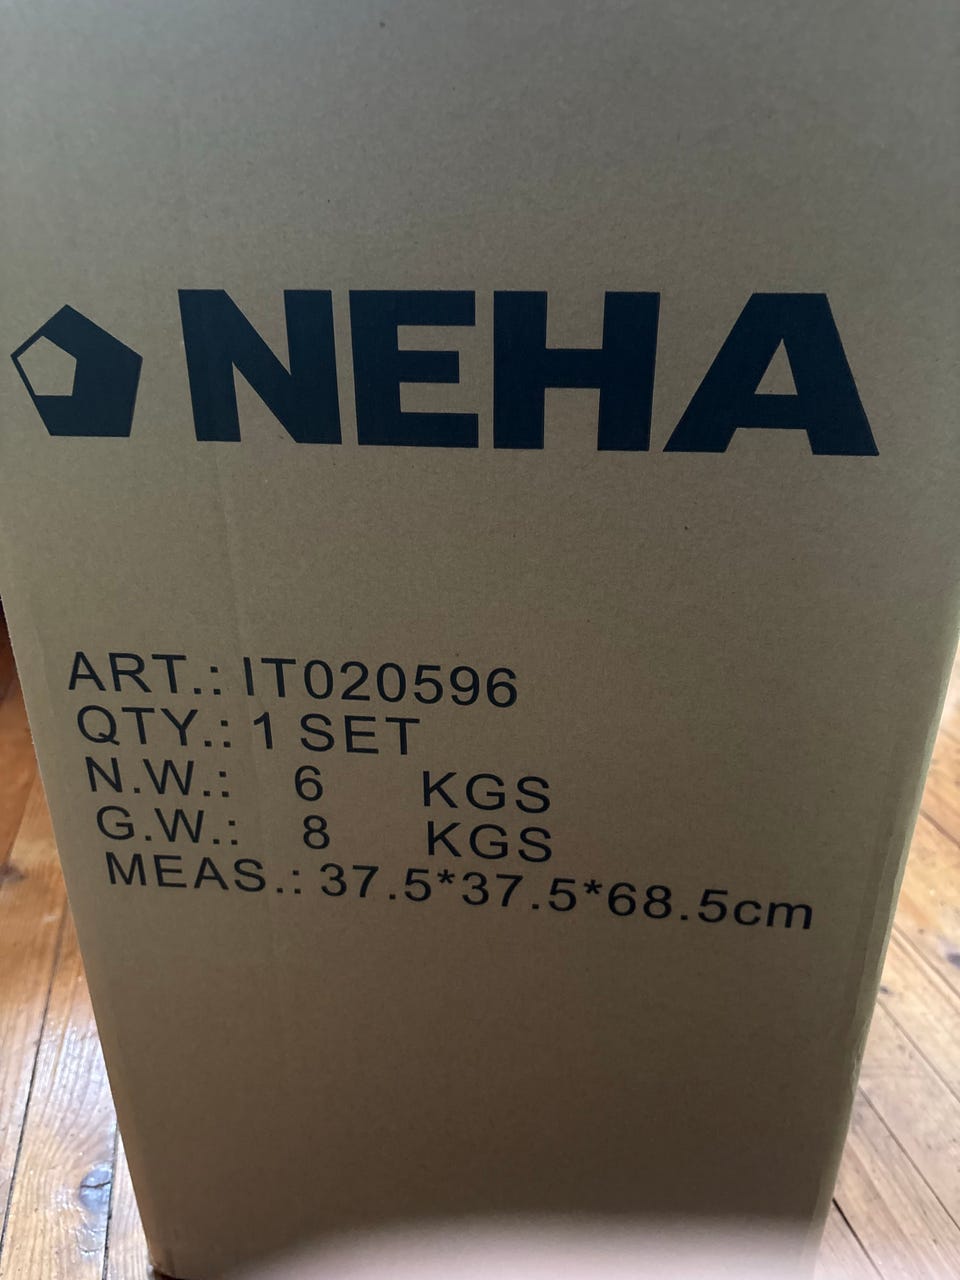 NEHA
ART.: IT020596
QTY.: 1 SET
N.W.: 6 KGS
G.W.: 8 KGS
MEAS.: 37.5*37.5*68.5cm